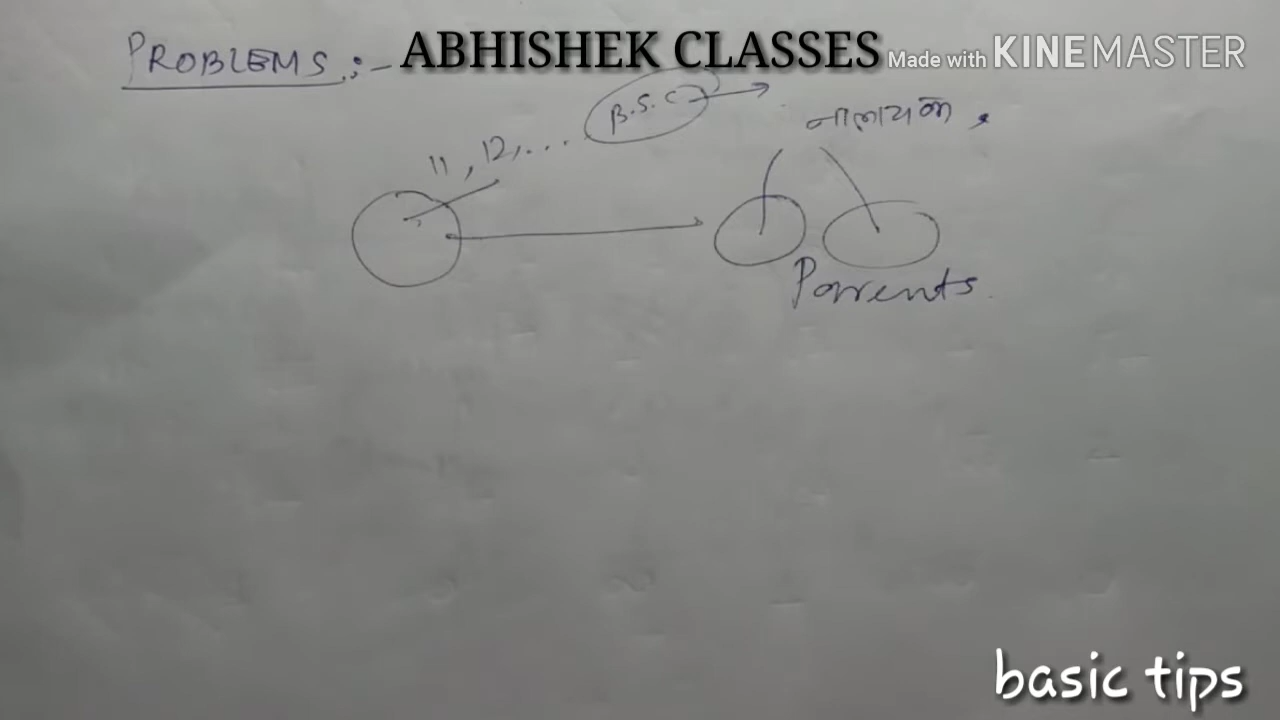 PROBLEMS :- ABHISHEK CLASSES Made with KINEMASTER
B.S.C
11, 12, ...
नालायक,
Parents.
basic tips